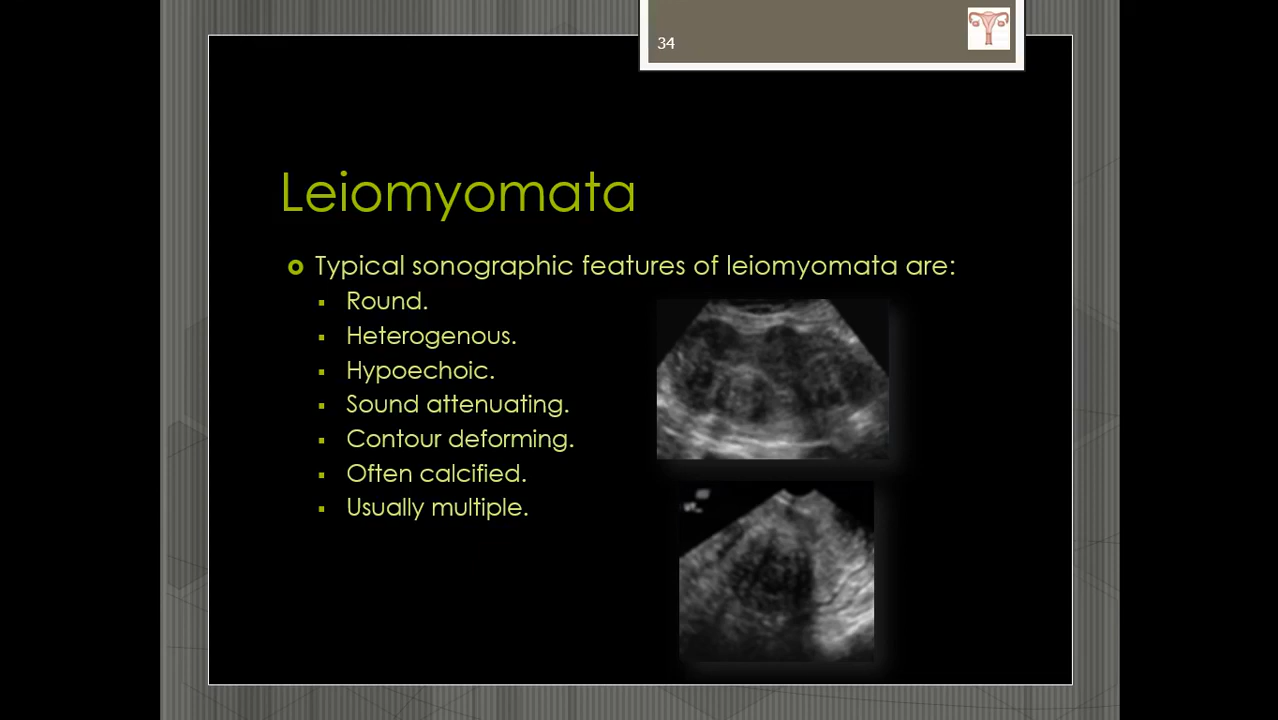 34
Leiomyomata
Typical sonographic features of leiomyomata are:
Round.
Heterogenous.
Hypoechoic.
Sound attenuating.
Contour deforming.
Often calcified.
Usually multiple.